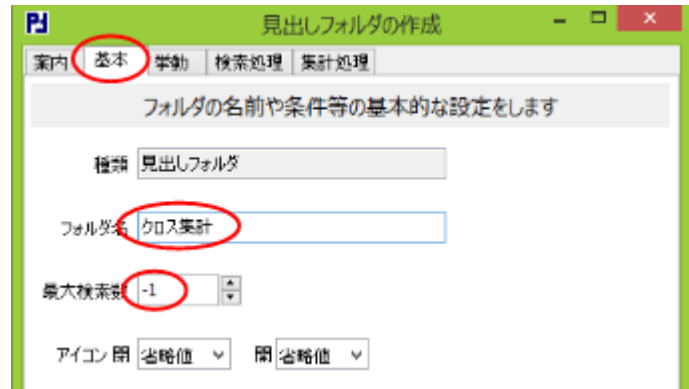 見出しフォルダの作成
案内 基本 挙動 検索処理 集計処理
フォルダの名前や条件等の基本的な設定をします
種類 見出しフォルダ
フォルダ名 クロス集計
最大検索数 -1
アイコン 閉 省略値 開 省略値